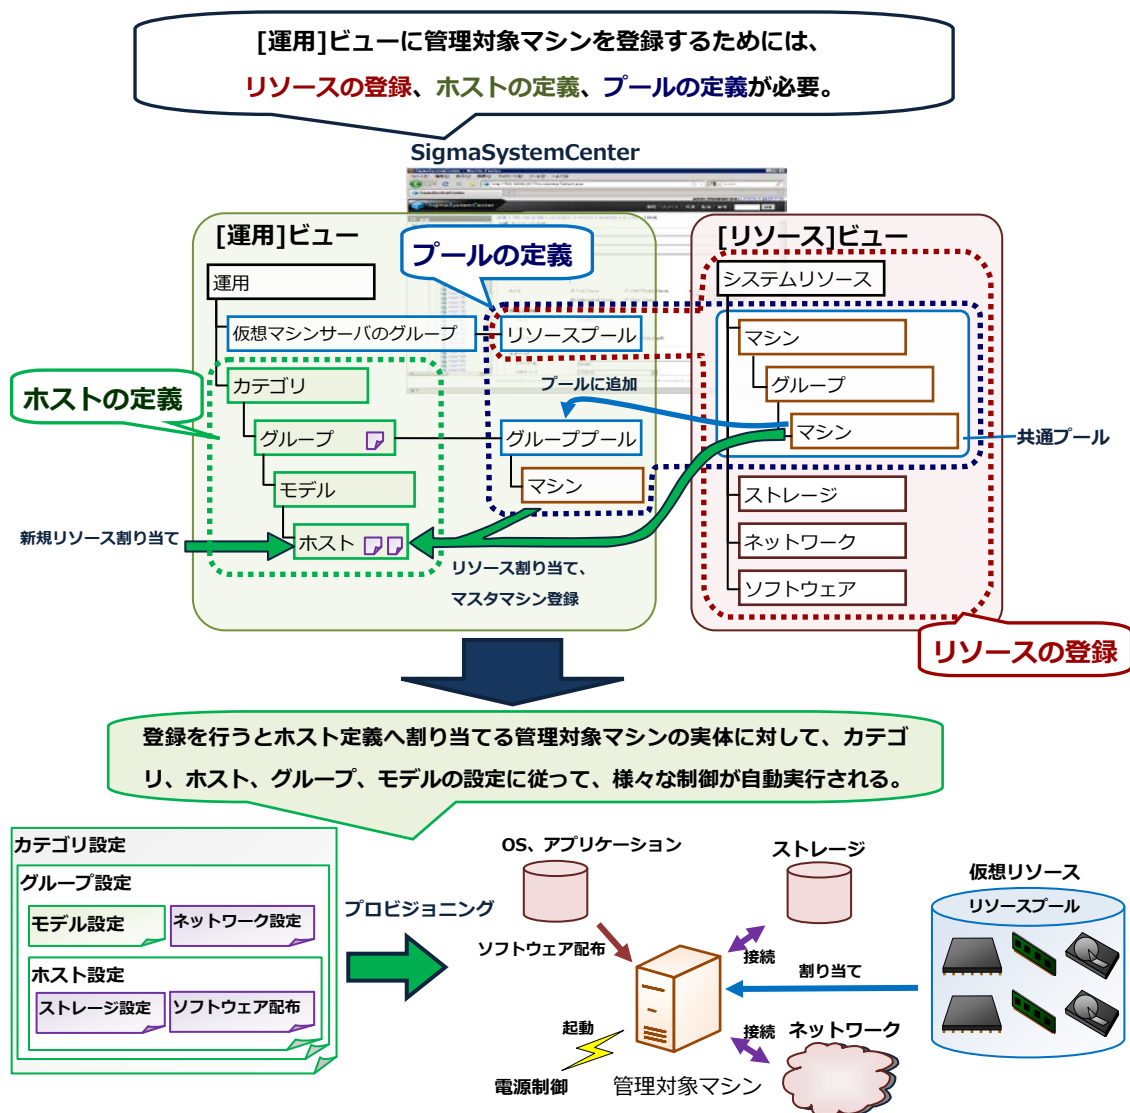 [運用]ビューに管理対象マシンを登録するためには、
リソースの登録、ホストの定義、プールの定義が必要。
SigmaSystemCenter
[運用]ビュー
[リソース]ビュー
プールの定義
運用
システムリソース
仮想マシンサーバのグループ
リソースプール
マシン
カテゴリ
プールに追加
グループ
ホストの定義
グループ
グループプール
マシン
共通プール
モデル
マシン
ストレージ
新規リソース割り当て
ホスト
ネットワーク
リソース割り当て、
マスタマシン登録
ソフトウェア
リソースの登録
登録を行うとホスト定義へ割り当てる管理対象マシンの実体に対して、カテゴ
リ、ホスト、グループ、モデルの設定に従って、様々な制御が自動実行される。
カテゴリ設定
グループ設定
モデル設定
ネットワーク設定
ホスト設定
ストレージ設定
ソフトウェア配布
プロビジョニング
OS、アプリケーション
ストレージ
仮想リソース
リソースプール
ソフトウェア配布
接続
割り当て
起動
接続
ネットワーク
電源制御
管理対象マシン